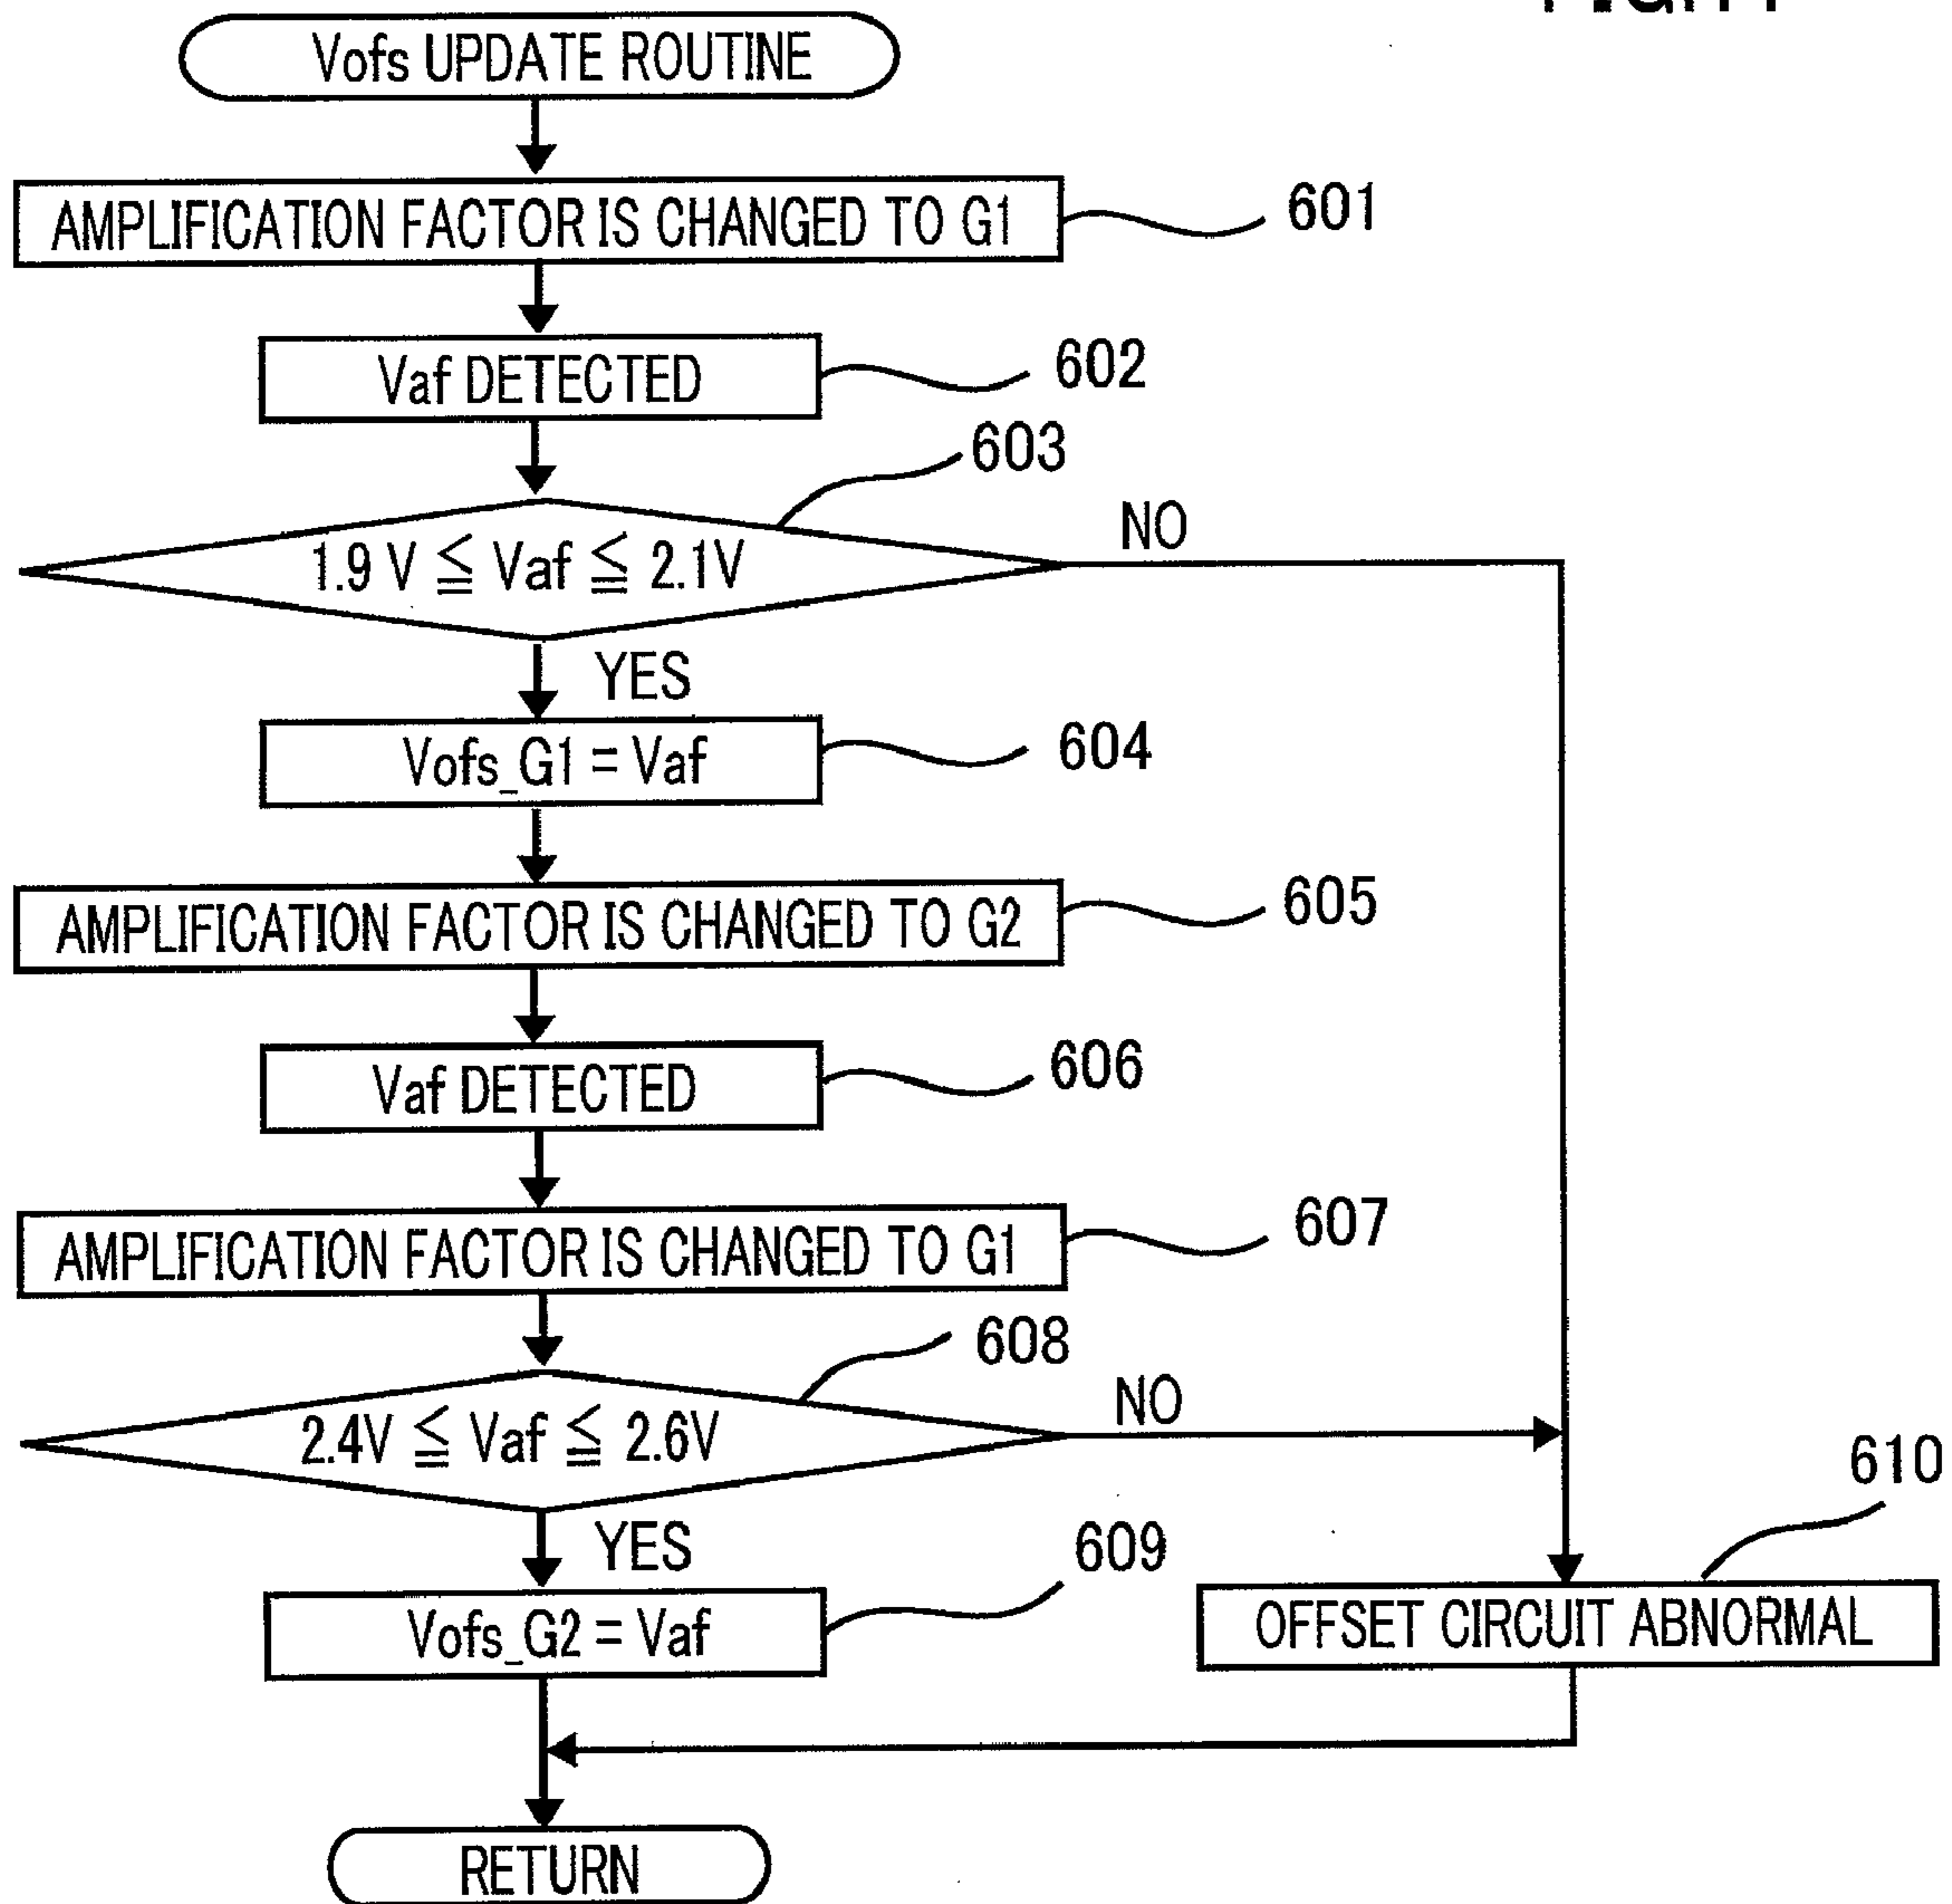 Vofs UPDATE ROUTINE
AMPLIFICATION FACTOR IS CHANGED TO G1
601
Vaf DETECTED
602
603
1.9 V ≦ Vaf ≦ 2.1V
NO
YES
Vofs_G1 = Vaf
604
AMPLIFICATION FACTOR IS CHANGED TO G2
605
Vaf DETECTED
606
AMPLIFICATION FACTOR IS CHANGED TO G1
607
608
2.4V ≦ Vaf ≦ 2.6V
NO
610
YES
609
Vofs_G2 = Vaf
OFFSET CIRCUIT ABNORMAL
RETURN